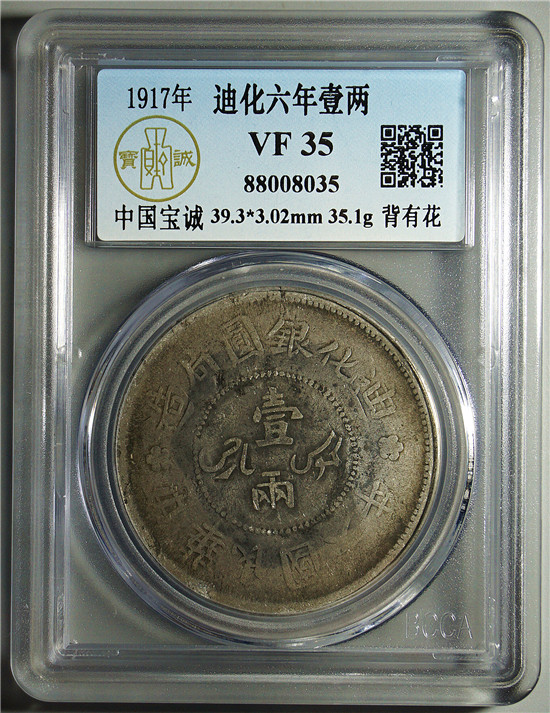 1917年 迪化六年壹两
VF 35
88008035
寶 誠
中国宝诚 39.3*3.02mm 35.1g 背有花
造局圓銀化迪
壹
兩